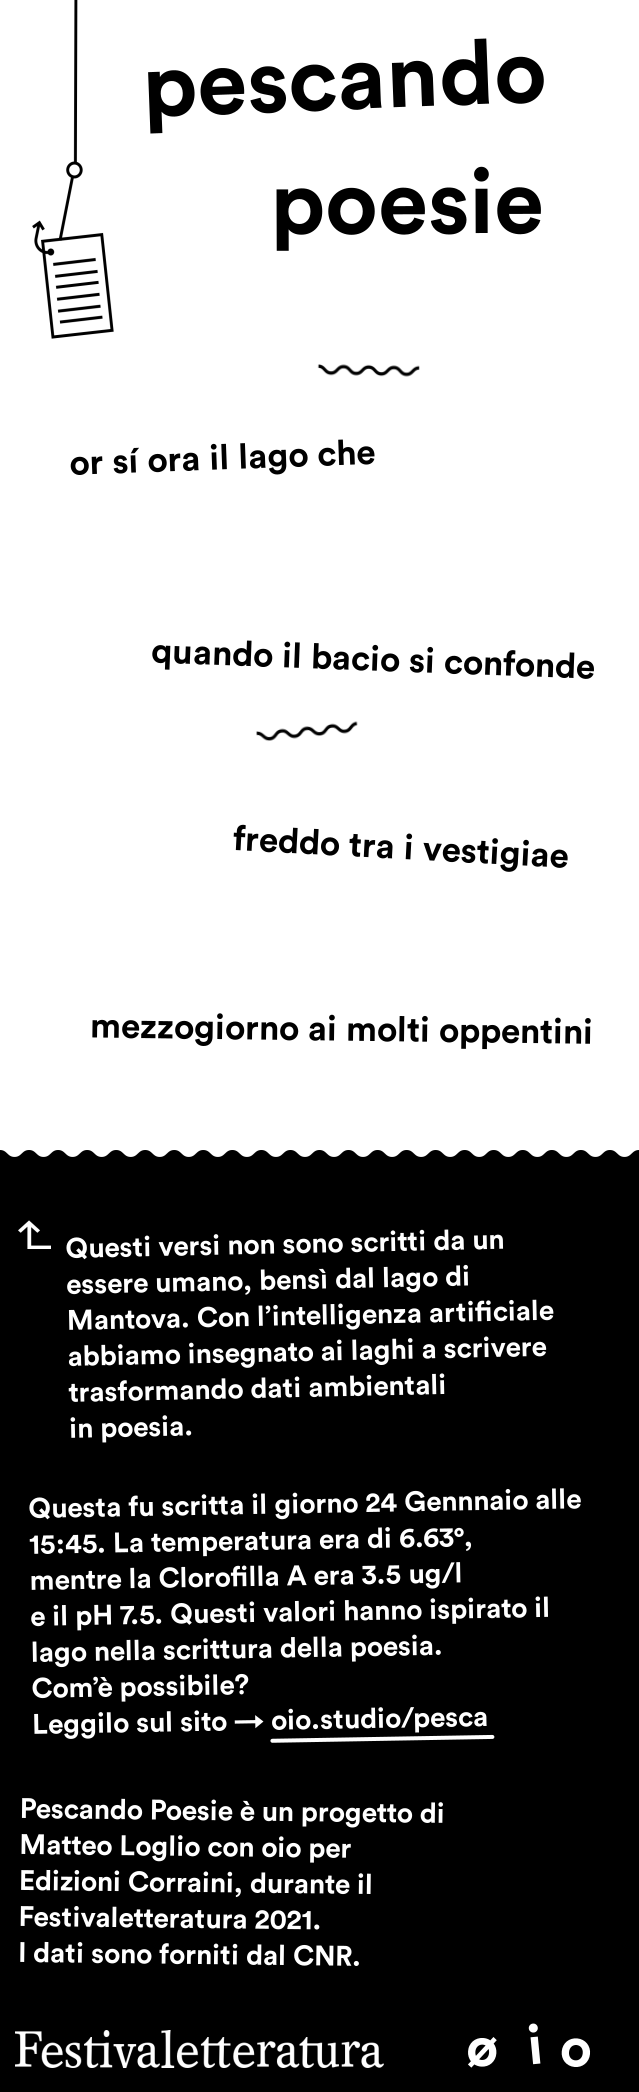 pescando
poesie
or sí ora il lago che
quando il bacio si confonde
freddo tra i vestigiae
mezzogiorno ai molti oppentini
Questi versi non sono scritti da un
essere umano, bensì dal lago di
Mantova. Con l’intelligenza artificiale
abbiamo insegnato ai laghi a scrivere
trasformando dati ambientali
in poesia.
Questa fu scritta il giorno 24 Gennnaio alle
15:45. La temperatura era di 6.63°,
mentre la Clorofilla A era 3.5 ug/l
e il pH 7.5. Questi valori hanno ispirato il
lago nella scrittura della poesia.
Com’è possibile?
Leggilo sul sito → oio.studio/pesca
Pescando Poesie è un progetto di
Matteo Loglio con oio per
Edizioni Corraini, durante il
Festivaletteratura 2021.
I dati sono forniti dal CNR.
Festivaletteratura ø i o